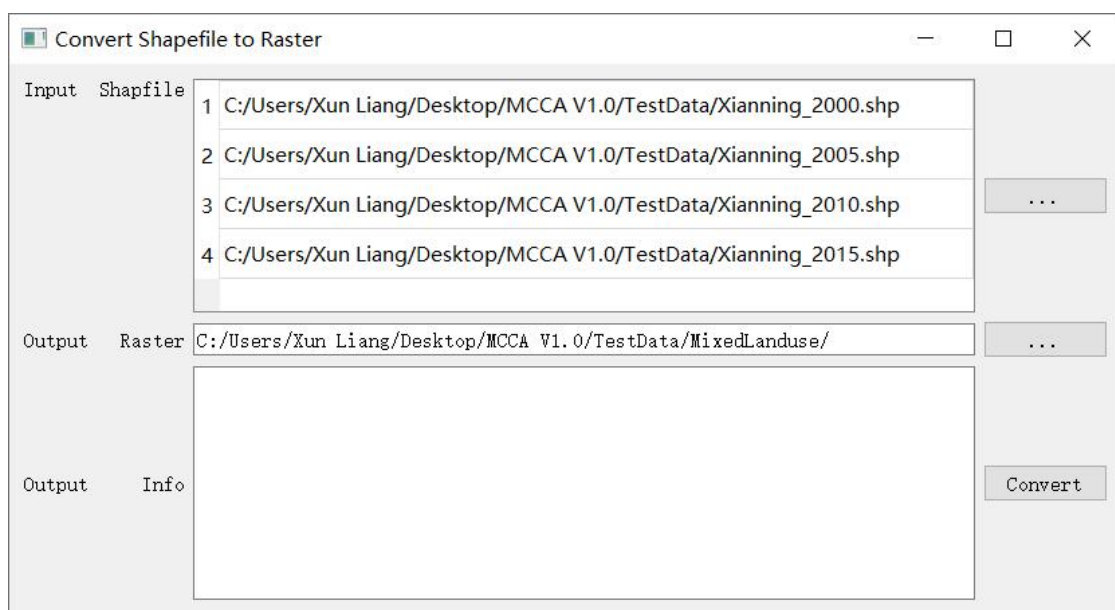 Convert Shapefile to Raster
Input Shapfile
1 C:/Users/Xun Liang/Desktop/MCCA V1.0/TestData/Xianning_2000.shp
2 C:/Users/Xun Liang/Desktop/MCCA V1.0/TestData/Xianning_2005.shp
3 C:/Users/Xun Liang/Desktop/MCCA V1.0/TestData/Xianning_2010.shp
4 C:/Users/Xun Liang/Desktop/MCCA V1.0/TestData/Xianning_2015.shp
...
Output Raster C:/Users/Xun Liang/Desktop/MCCA V1.0/TestData/MixedLanduse/ ...
Output Info Convert